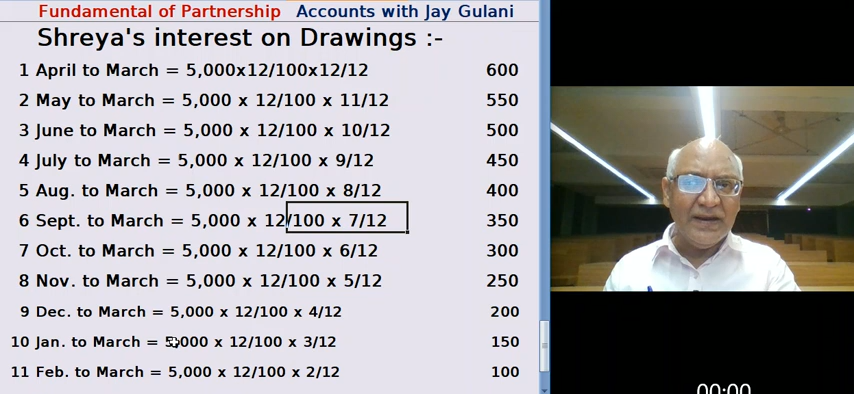 Fundamental of Partnership Accounts with Jay Gulani
Shreya's interest on Drawings :-
1 April to March = 5,000x12/100x12/12 600
2 May to March = 5,000 x 12/100 x 11/12 550
3 June to March = 5,000 x 12/100 x 10/12 500
4 July to March = 5,000 x 12/100 x 9/12 450
5 Aug. to March = 5,000 x 12/100 x 8/12 400
6 Sept. to March = 5,000 x 12/100 x 7/12 350
7 Oct. to March = 5,000 x 12/100 x 6/12 300
8 Nov. to March = 5,000 x 12/100 x 5/12 250
9 Dec. to March = 5,000 x 12/100 x 4/12 200
10 Jan. to March = 5,000 x 12/100 x 3/12 150
11 Feb. to March = 5,000 x 12/100 x 2/12 100
00:00